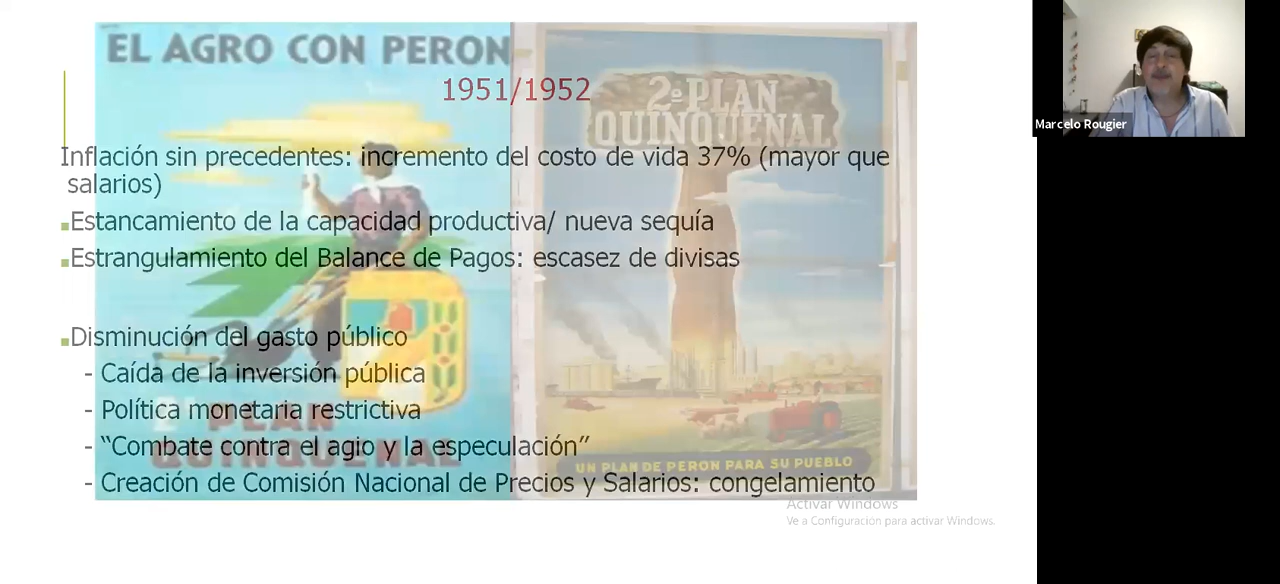 EL AGRO CON PERON
1951/1952
2º PLAN
QUINQUENAL
Inflación sin precedentes: incremento del costo de vida 37% (mayor que
salarios)
Estancamiento de la capacidad productiva/ nueva sequía
Estrangulamiento del Balance de Pagos: escasez de divisas
Disminución del gasto público
- Caída de la inversión pública
- Política monetaria restrictiva
- “Combate contra el agio y la especulación”
- Creación de Comisión Nacional de Precios y Salarios: congelamiento
PLAN
QUINQUENAL
UN PLAN DE PERON PARA SU PUEBLO
Activar Windows
Ve a Configuración para activar Windows.
Marcelo Rougier